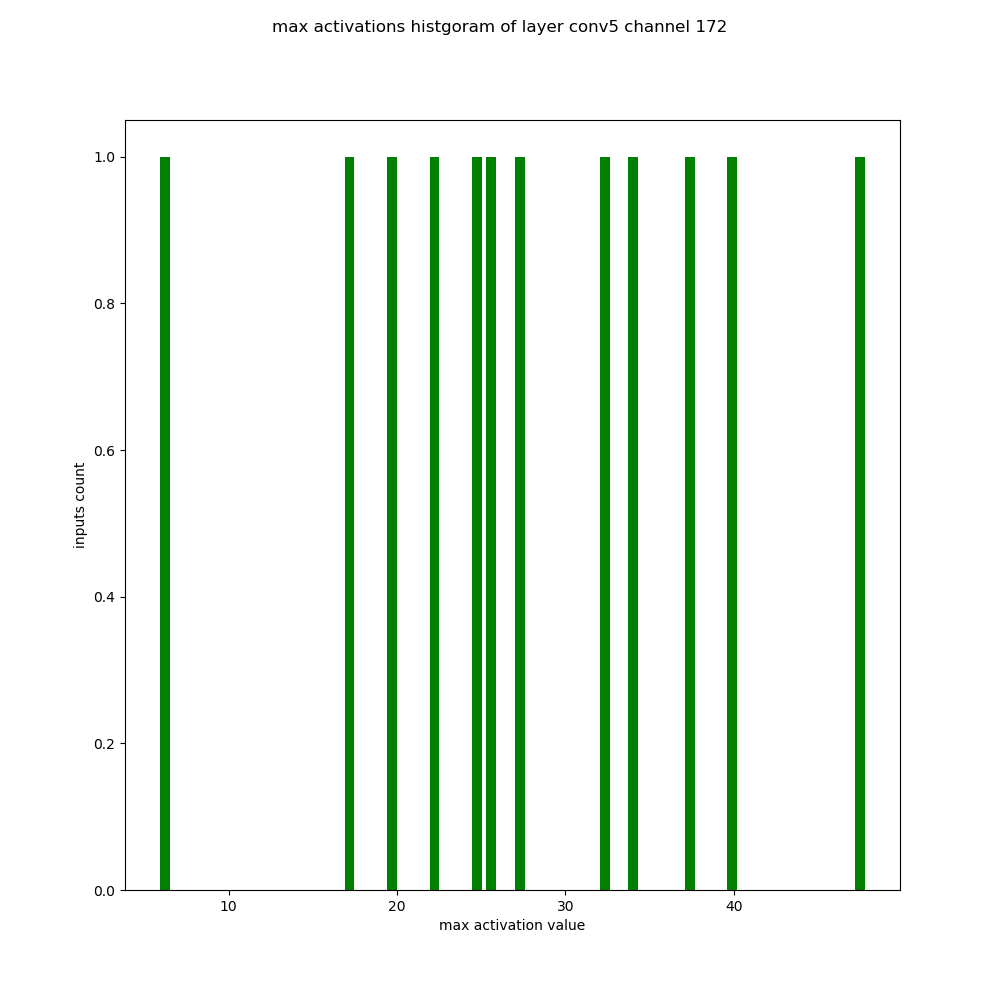 max activations histgoram of layer conv5 channel 172
1.0
0.8
0.6
0.4
0.2
0.0
inputs count
10 20 30 40
max activation value